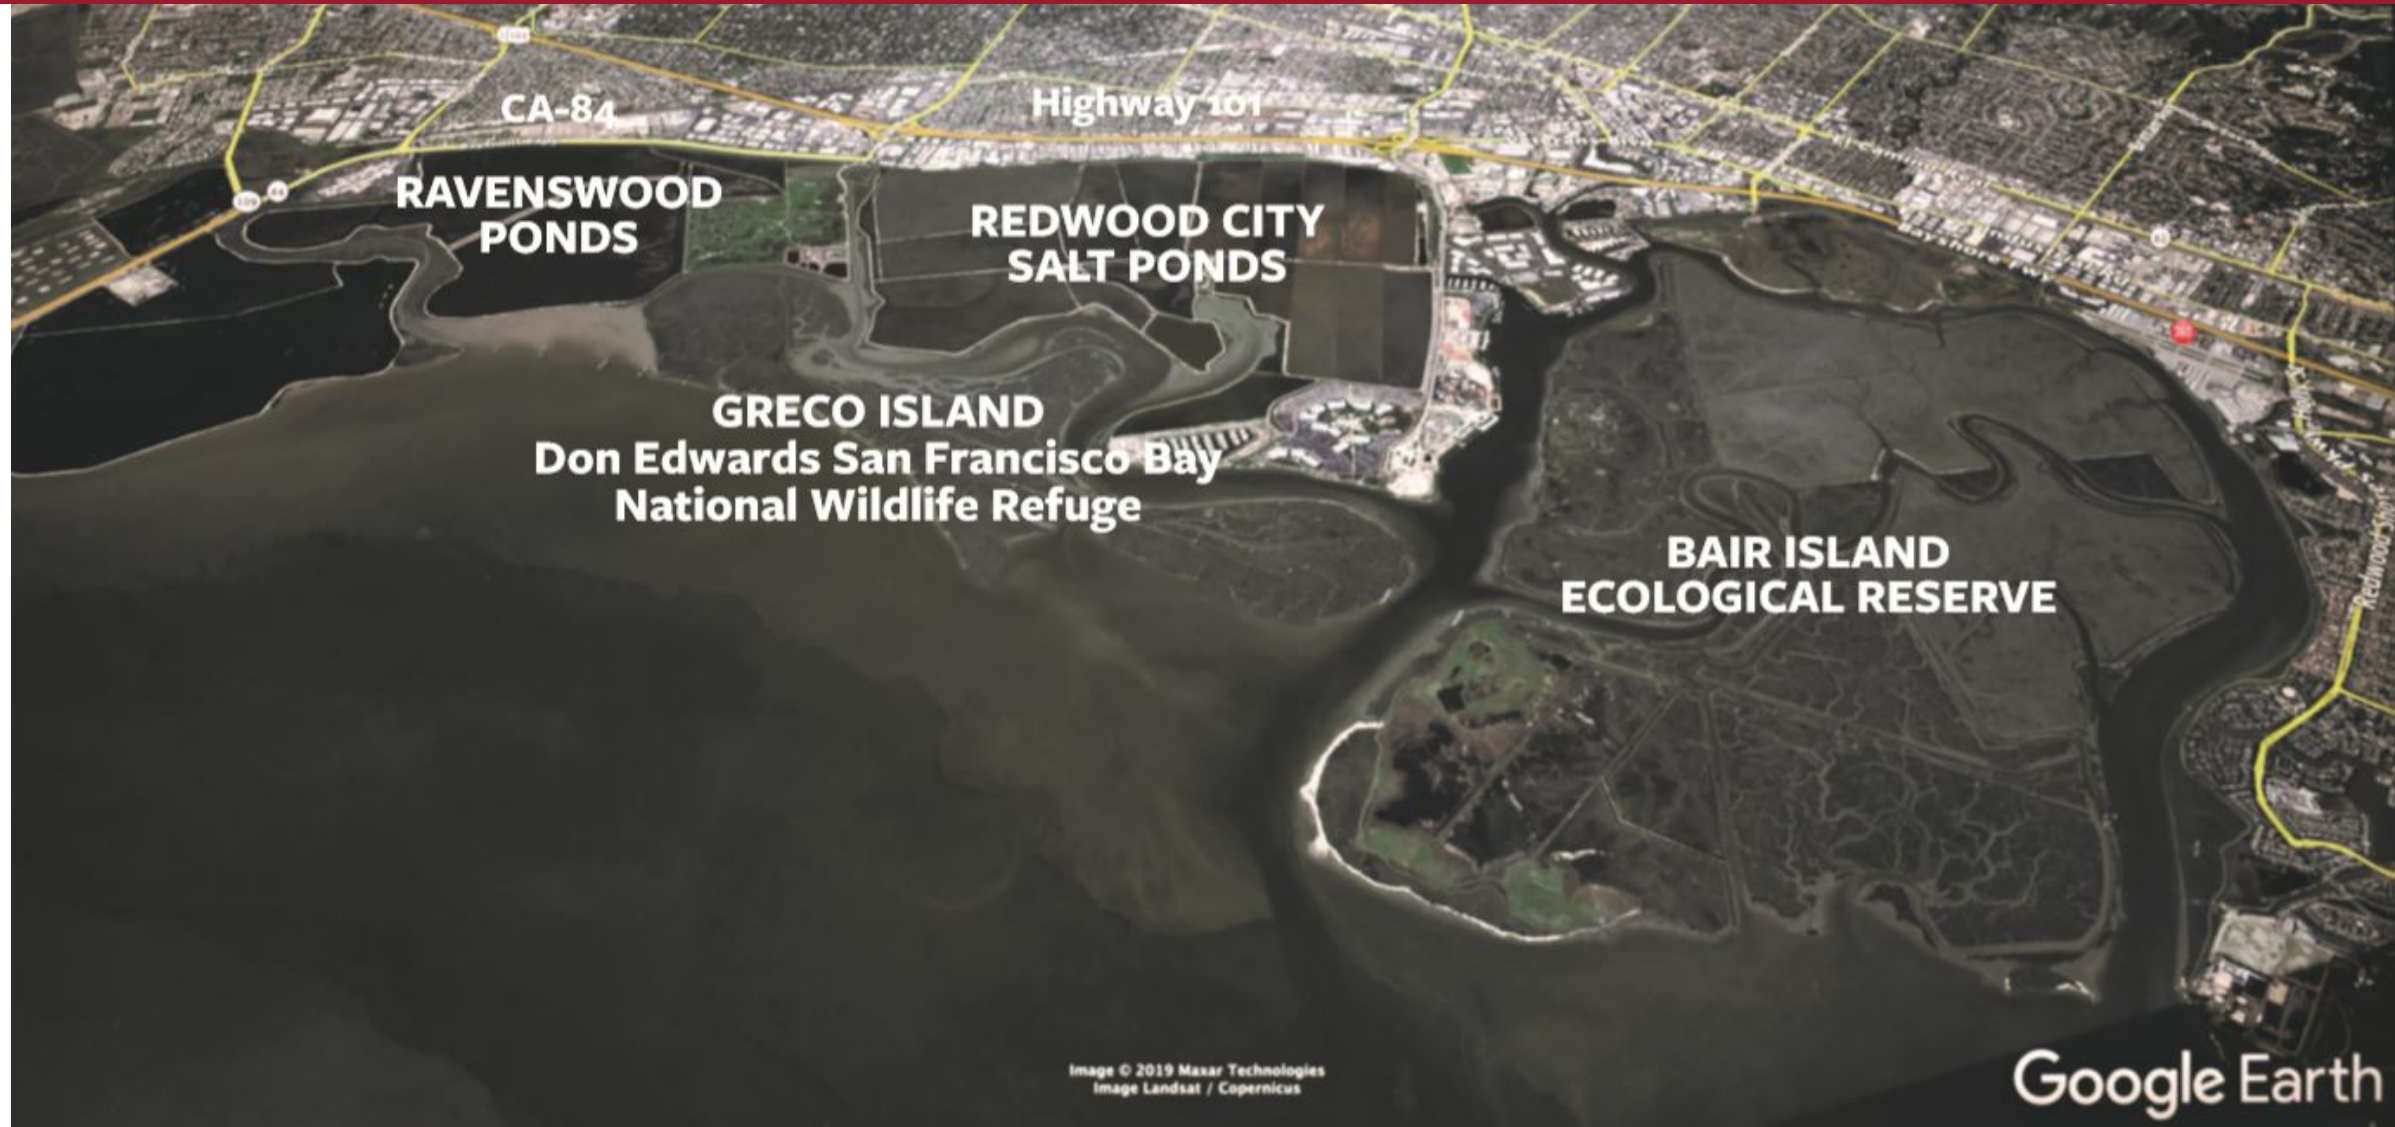 CA-84
Highway 101
RAVENSWOOD
PONDS
REDWOOD CITY
SALT PONDS
84
GRECO ISLAND
Don Edwards San Francisco Bay
National Wildlife Refuge
BAIR ISLAND
ECOLOGICAL RESERVE
Image © 2019 Maxar Technologies
Image Landsat / Copernicus
Google Earth